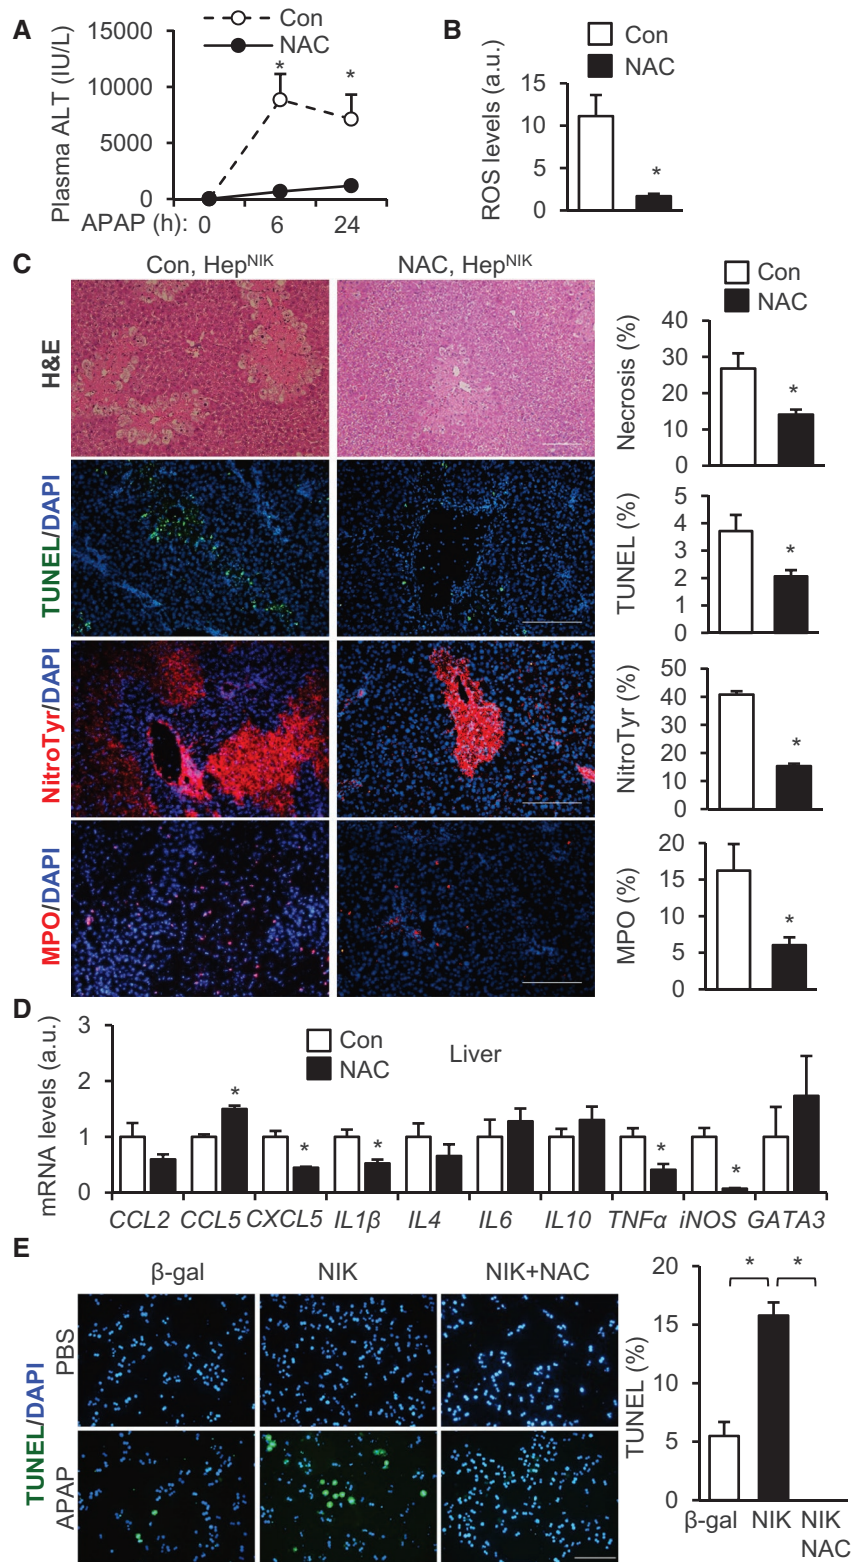 A
Con
NAC
Plasma ALT (IU/L)
15000
10000
5000
0
* *
APAP (h): 0 6 24
B
Con
NAC
ROS levels (a.u.)
15
10
5
0
*
C
Con, HepNIK
NAC, HepNIK
Con
NAC
H&E
Necrosis (%)
40
30
20
10
0
*
TUNEL/DAPI
TUNEL (%)
5
4
3
2
1
0
*
NitroTyr/DAPI
NitroTyr (%)
50
40
30
20
10
0
*
MPO/DAPI
MPO (%)
20
15
10
5
0
*
D
mRNA levels (a.u.)
3
2
1
0
Con
NAC
Liver
* * * * *
CCL2 CCL5 CXCL5 IL1β IL4 IL6 IL10 TNFα iNOS GATA3
E
β-gal NIK NIK+NAC
TUNEL/DAPI
PBS
APAP
TUNEL (%)
20
15
10
5
0
* *
β-gal NIK NIK
NAC